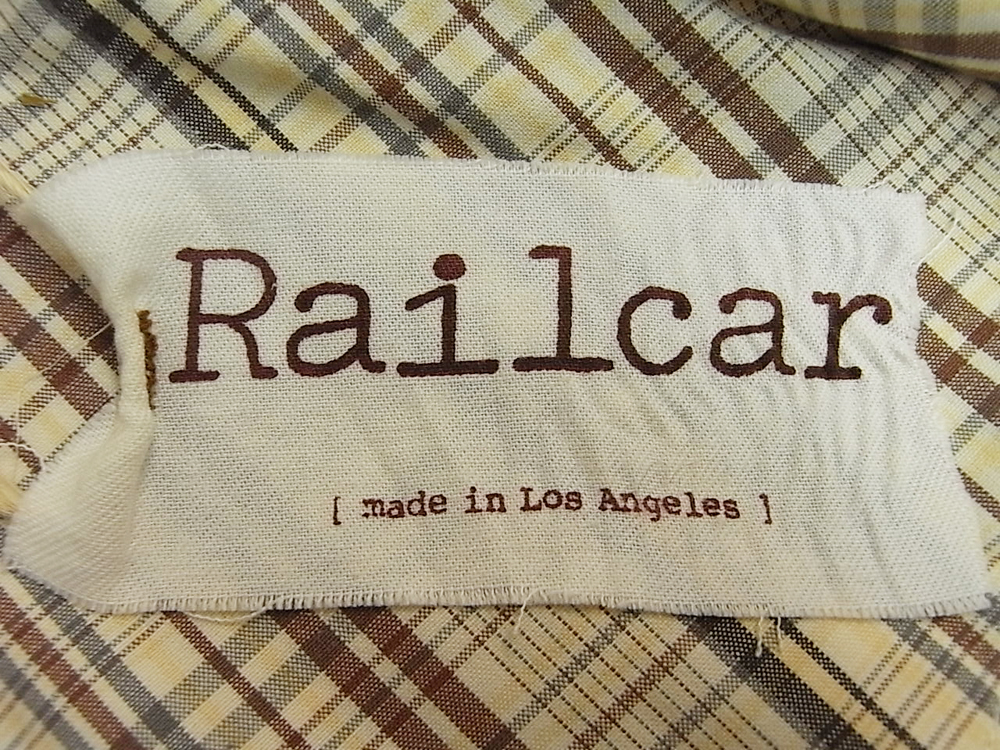 Railcar
[ made in Los Angeles ]